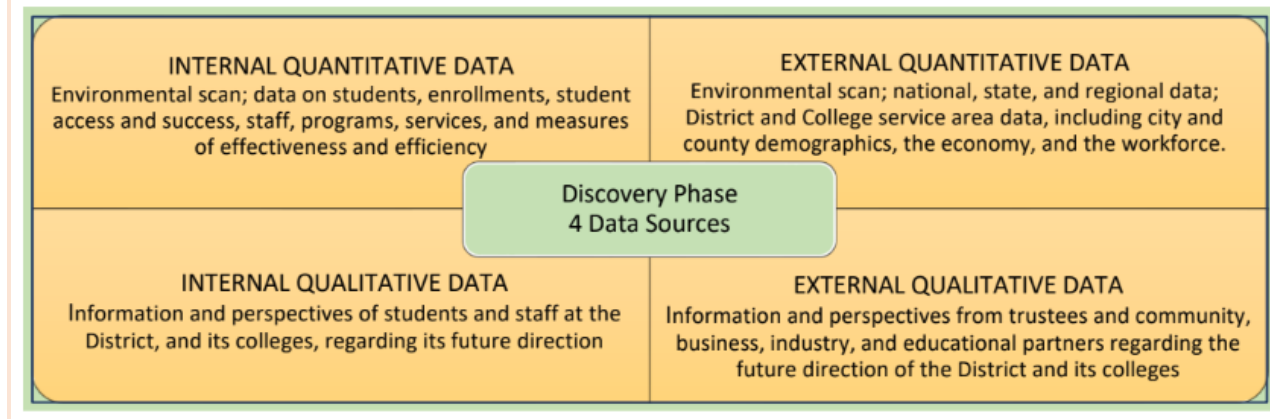 INTERNAL QUANTITATIVE DATA
Environmental scan; data on students, enrollments, student
access and success, staff, programs, services, and measures
of effectiveness and efficiency
EXTERNAL QUANTITATIVE DATA
Environmental scan; national, state, and regional data;
District and College service area data, including city and
county demographics, the economy, and the workforce.
Discovery Phase
4 Data Sources
INTERNAL QUALITATIVE DATA
Information and perspectives of students and staff at the
District, and its colleges, regarding its future direction
EXTERNAL QUALITATIVE DATA
Information and perspectives from trustees and community,
business, industry, and educational partners regarding the
future direction of the District and its colleges